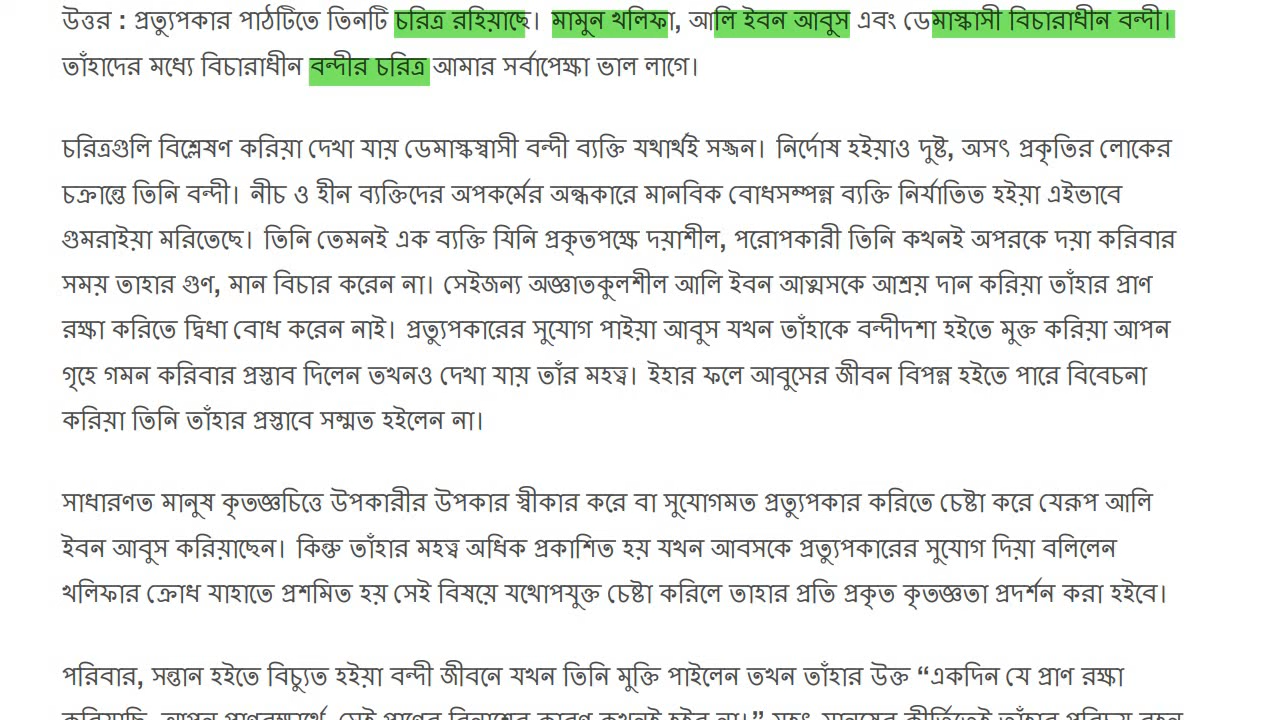 উত্তর : প্রত্যুপকার পাঠটিতে তিনটি চরিত্র রহিয়াছে। মামুন খলিফা, আলি ইবন আবুস এবং ডেমাস্কাসী বিচারাধীন বন্দী।
তাঁহাদের মধ্যে বিচারাধীন বন্দীর চরিত্র আমার সর্বাপেক্ষা ভাল লাগে।
চরিত্রগুলি বিশ্লেষণ করিয়া দেখা যায় ডেমাস্কস্বাসী বন্দী ব্যক্তি যথার্থই সজ্জন। নির্দোষ হইয়াও দুষ্ট, অসৎ প্রকৃতির লোকের
চক্রান্তে তিনি বন্দী। নীচ ও হীন ব্যক্তিদের অপকর্মের অন্ধকারে মানবিক বোধসম্পন্ন ব্যক্তি নির্যাতিত হইয়া এইভাবে
গুমরাইয়া মরিতেছে। তিনি তেমনই এক ব্যক্তি যিনি প্রকৃতপক্ষে দয়াশীল, পরোপকারী তিনি কখনই অপরকে দয়া করিবার
সময় তাহার গুণ, মান বিচার করেন না। সেইজন্য অজ্ঞাতকুলশীল আলি ইবন আত্মসকে আশ্রয় দান করিয়া তাঁহার প্রাণ
রক্ষা করিতে দ্বিধা বোধ করেন নাই। প্রত্যুপকারের সুযোগ পাইয়া আবুস যখন তাঁহাকে বন্দীদশা হইতে মুক্ত করিয়া আপন
গৃহে গমন করিবার প্রস্তাব দিলেন তখনও দেখা যায় তাঁর মহত্ত্ব। ইহার ফলে আবুসের জীবন বিপন্ন হইতে পারে বিবেচনা
করিয়া তিনি তাঁহার প্রস্তাবে সম্মত হইলেন না।
সাধারণত মানুষ কৃতজ্ঞচিত্তে উপকারীর উপকার স্বীকার করে বা সুযোগমত প্রত্যুপকার করিতে চেষ্টা করে যেরূপ আলি
ইবন আবুস করিয়াছেন। কিন্তু তাঁহার মহত্ত্ব অধিক প্রকাশিত হয় যখন আবসকে প্রত্যুপকারের সুযোগ দিয়া বলিলেন
খলিফার ক্রোধ যাহাতে প্রশমিত হয় সেই বিষয়ে যথোপযুক্ত চেষ্টা করিলে তাহার প্রতি প্রকৃত কৃতজ্ঞতা প্রদর্শন করা হইবে।
পরিবার, সন্তান হইতে বিচ্যুত হইয়া বন্দী জীবনে যখন তিনি মুক্তি পাইলেন তখন তাঁহার উক্ত “একদিন যে প্রাণ রক্ষা